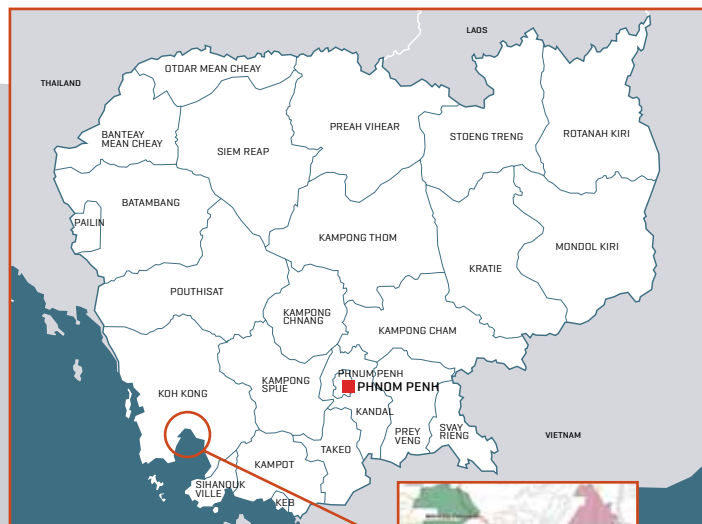 LAOS
THAILAND
OTDAR MEAN CHEAY
BANTEAY
MEAN CHEAY
SIEM REAP
PREAH VIHEAR
STOENG TRENG
ROTANAH KIRI
BATAMBANG
PAILIN
KAMPONG THOM
KRATIE
MONDOL KIRI
POUTHISAT
KAMPONG
CHNANG
KAMPONG CHAM
PHNUM PENH
PHNOM PENH
KOH KONG
KAMPONG
SPUE
KANDAL
PREY
VENG
SVAY
RIENG
VIETNAM
TAKEO
KAMPOT
SIHANOUK
VILLE
KEB